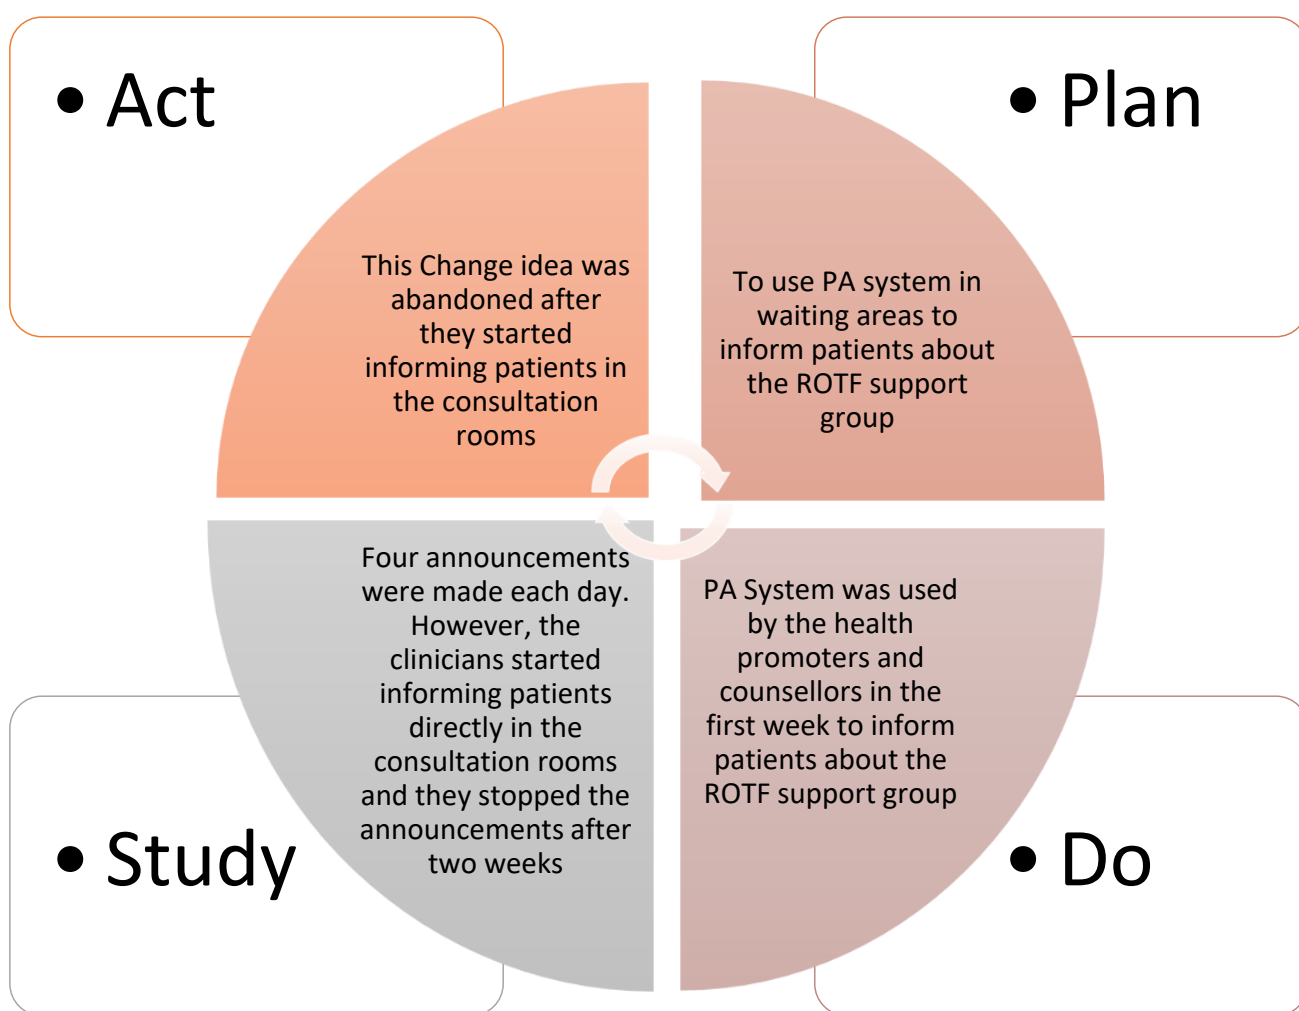 • Act
This Change idea was
abandoned after
they started
informing patients in
the consultation
rooms
• Plan
To use PA system in
waiting areas to
inform patients about
the ROTF support
group
• Study
Four announcements
were made each day.
However, the
clinicians started
informing patients
directly in the
consultation rooms
and they stopped the
announcements after
two weeks
• Do
PA System was used
by the health
promoters and
counsellors in the
first week to inform
patients about the
ROTF support group